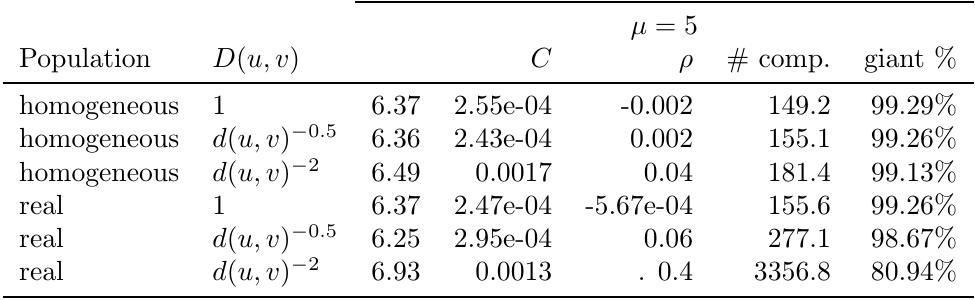 μ = 5
Population D(u, v) C ρ # comp. giant %
homogeneous 1 6.37 2.55e-04 -0.002 149.2 99.29%
homogeneous d(u, v)−0.5 6.36 2.43e-04 0.002 155.1 99.26%
homogeneous d(u, v)−2 6.49 0.0017 0.04 181.4 99.13%
real 1 6.37 2.47e-04 -5.67e-04 155.6 99.26%
real d(u, v)−0.5 6.25 2.95e-04 0.06 277.1 98.67%
real d(u, v)−2 6.93 0.0013 . 0.4 3356.8 80.94%